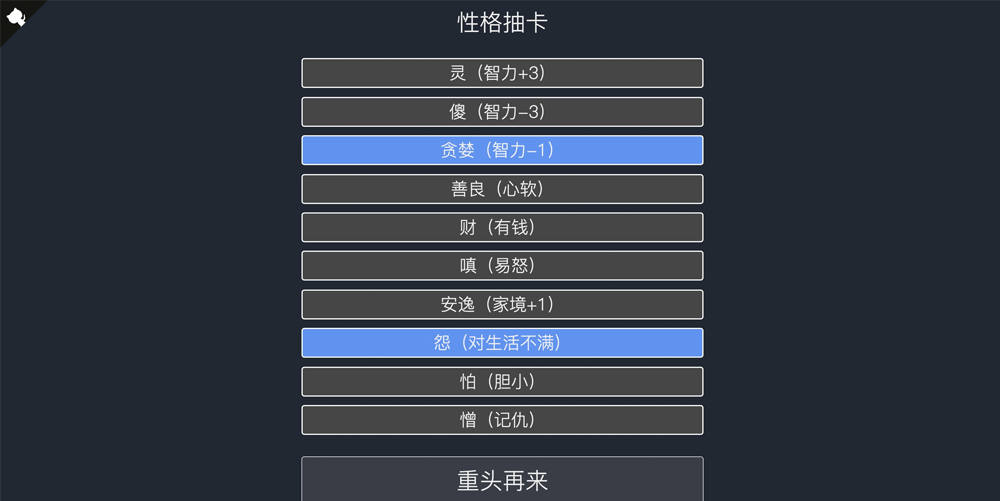 性格抽卡
灵（智力+3）
傻（智力-3）
贪婪（智力-1）
善良（心软）
财（有钱）
嗔（易怒）
安逸（家境+1）
怨（对生活不满）
怕（胆小）
憎（记仇）
重头再来